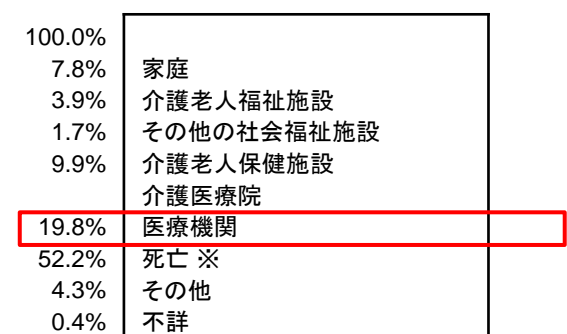 100.0%
7.8% 家庭
3.9% 介護老人福祉施設
1.7% その他の社会福祉施設
9.9% 介護老人保健施設
介護医療院
19.8% 医療機関
52.2% 死亡 ※
4.3% その他
0.4% 不詳